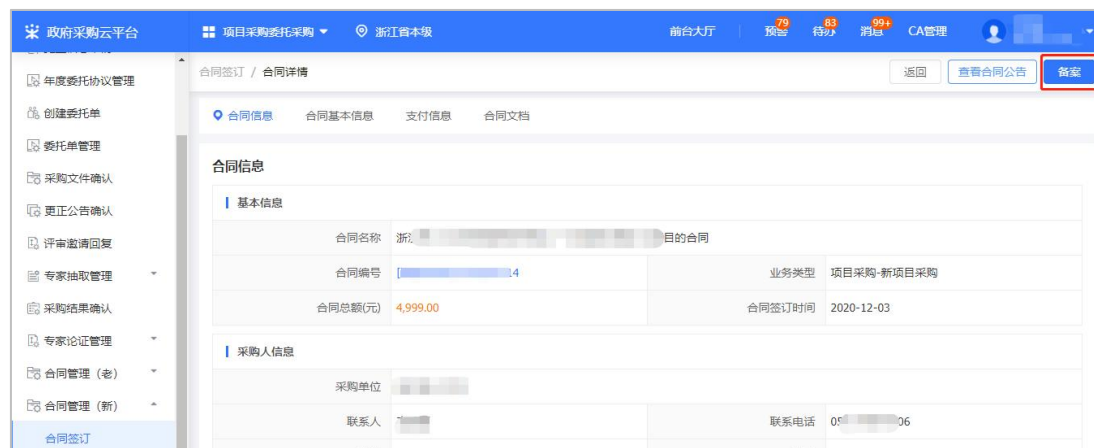 政府采购云平台
项目采购委托采购
浙江省本级
前台大厅
预警 79
待办 83
消息 99+
CA管理
年度委托协议管理
创建委托单
委托单管理
采购文件确认
更正公告确认
评审邀请回复
专家抽取管理
采购结果确认
专家论证管理
合同管理（老）
合同管理（新）
合同签订
合同签订 / 合同详情
返回
查看合同公告
备案
合同信息 合同基本信息 支付信息 合同文档
合同信息
基本信息
合同名称 目的合同
合同编号 [ 14
业务类型 项目采购-新项目采购
合同总额(元) 4,999.00
合同签订时间 2020-12-03
采购人信息
采购单位
联系人
联系电话 05 06